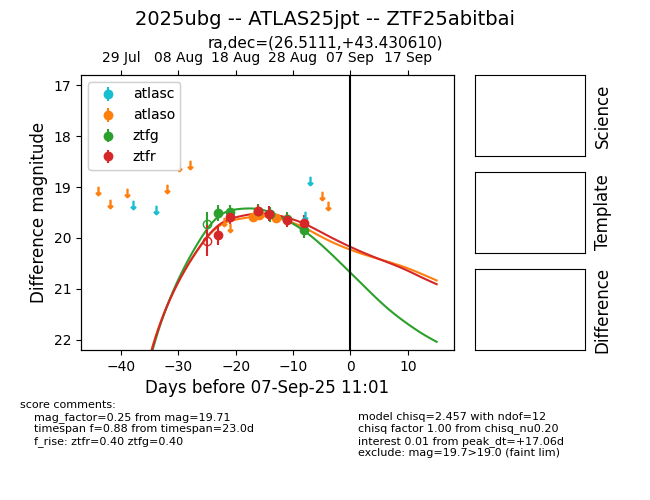 2025ubg -- ATLAS25jpt -- ZTF25abitbai
ra,dec=(26.5111,+43.430610)
29 Jul 08 Aug 18 Aug 28 Aug 07 Sep 17 Sep
17
18
19
20
21
22
Difference magnitude
atlasc
atlaso
ztfg
ztfr
−40 −30 −20 −10 0 10
Days before 07-Sep-25 11:01
Science
Template
Difference
score comments:
mag_factor=0.25 from mag=19.71
timespan f=0.88 from timespan=23.0d
f_rise: ztfr=0.40 ztfg=0.40
model chisq=2.457 with ndof=12
chisq factor 1.00 from chisq_nu0.20
interest 0.01 from peak_dt=+17.06d
exclude: mag=19.7>19.0 (faint lim)